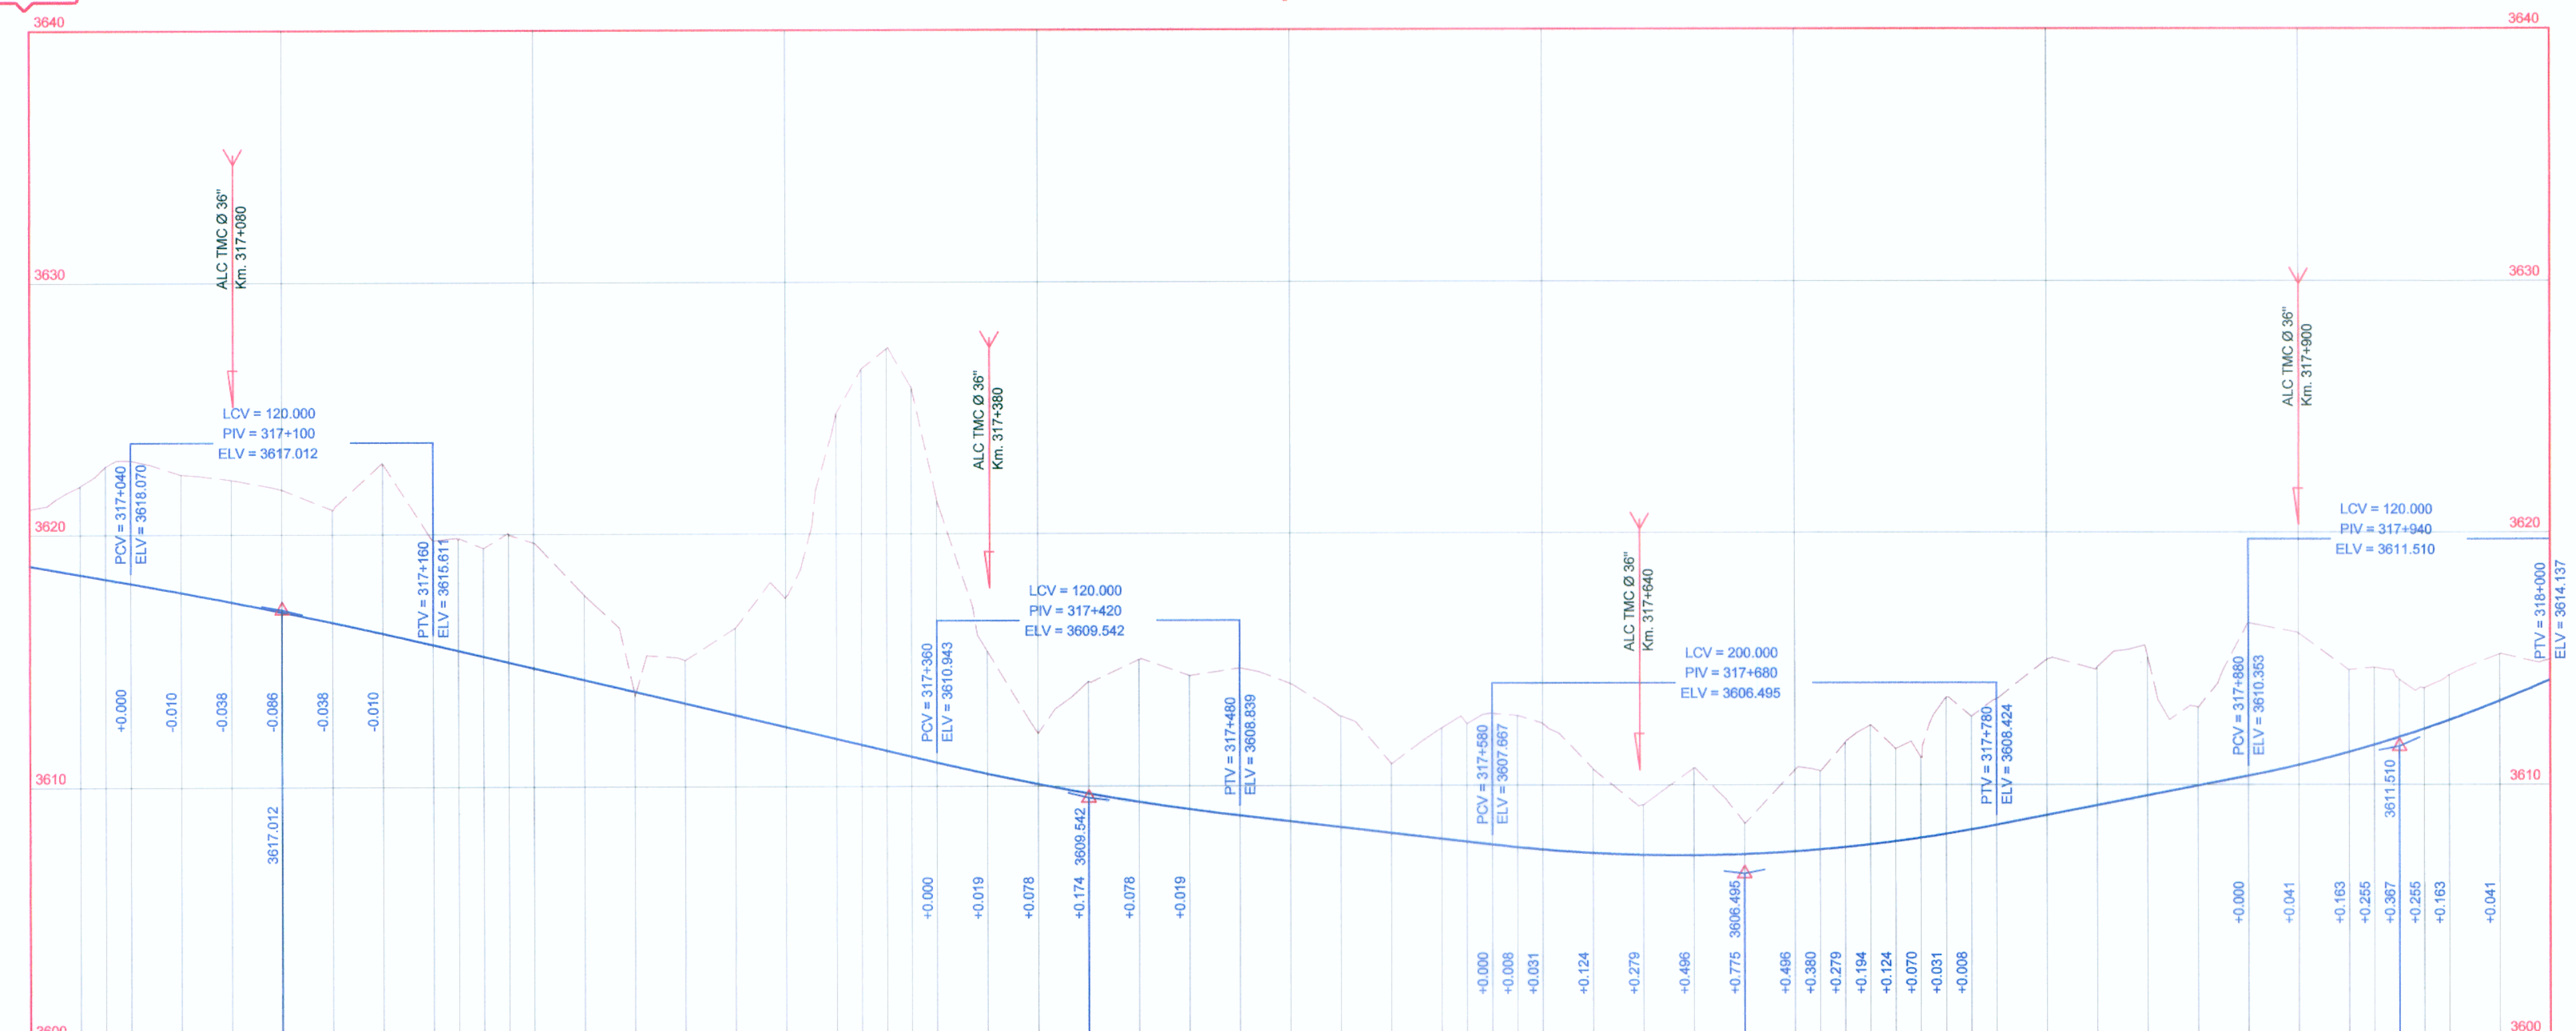 3640
3640
ALC TMC Ø 36"
Km. 317+080
3630
3630
ALC TMC Ø 36"
Km. 317+900
ALC TMC Ø 36"
Km. 317+380
LCV = 120.000
PIV = 317+100
ELV = 3617.012
PCV = 317+040
ELV = 3618.070
PTV = 317+160
ELV = 3615.611
3620
3620
LCV = 120.000
PIV = 317+940
ELV = 3611.510
ALC TMC Ø 36"
Km. 317+640
LCV = 120.000
PIV = 317+420
ELV = 3609.542
PCV = 317+360
ELV = 3610.943
PTV = 317+480
ELV = 3608.839
LCV = 200.000
PIV = 317+680
ELV = 3606.495
PCV = 317+580
ELV = 3607.667
PTV = 317+780
ELV = 3608.424
PCV = 317+880
ELV = 3610.353
PTV = 318+000
ELV = 3614.137
+0.000
-0.010
-0.038
-0.086
-0.038
-0.010
3610
3610
3617.012
3609.542
3606.495
3611.510
+0.000
+0.019
+0.078
+0.174
+0.078
+0.019
+0.000
+0.041
+0.163
+0.255
+0.367
+0.255
+0.163
+0.041
+0.000
+0.008
+0.031
+0.124
+0.279
+0.496
+0.775
+0.496
+0.380
+0.279
+0.194
+0.124
+0.070
+0.031
+0.008
3600
3600